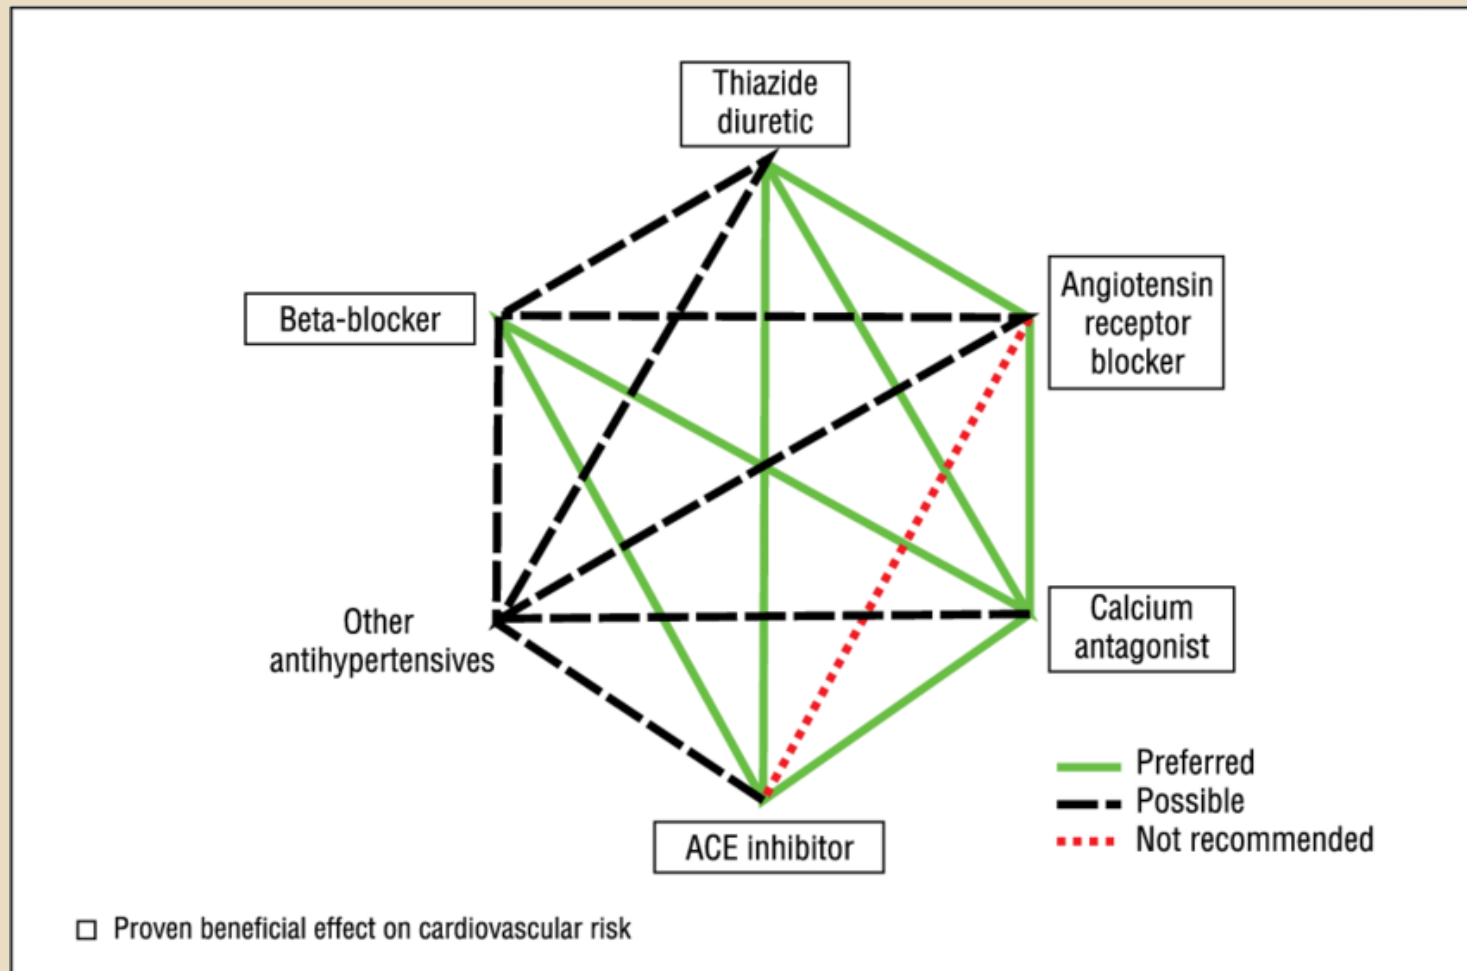 Thiazide
diuretic
Beta-blocker
Angiotensin
receptor
blocker
Other
antihypertensives
Calcium
antagonist
ACE inhibitor
Preferred
Possible
Not recommended
Proven beneficial effect on cardiovascular risk